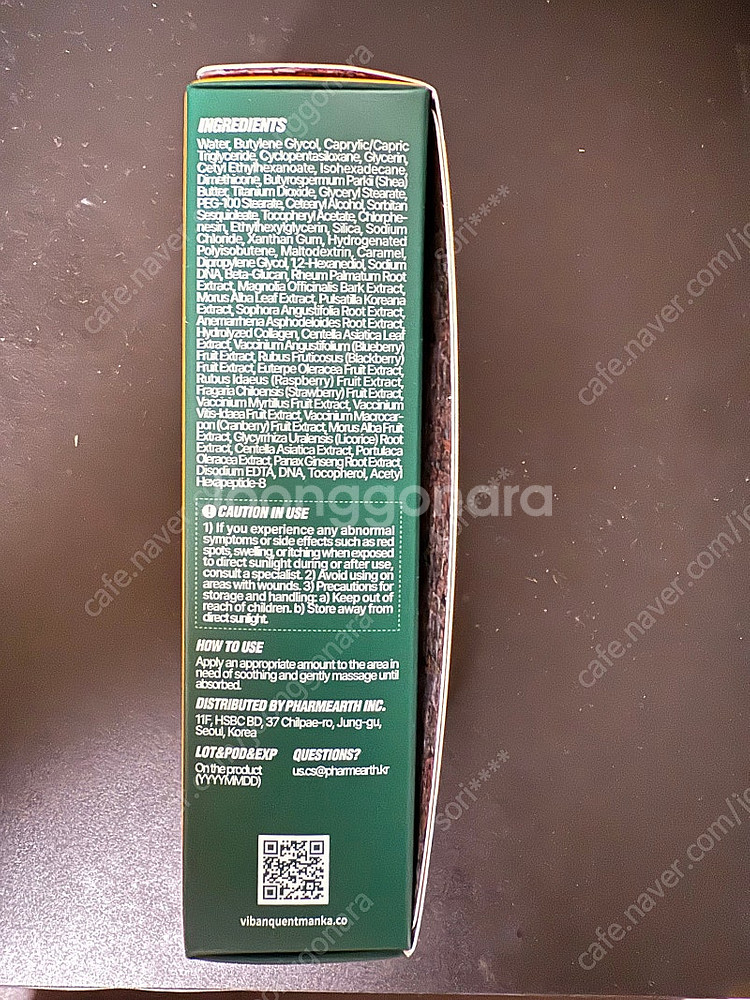 INGREDIENTS
Water, Butylene Glycol, Caprylic/Capric
Triglyceride, Cyclopentasiloxane, Glycerin,
Cetyl Ethylhexanoate, Isohexadecane,
Dimethicone, Butyrospermum Parkii (Shea)
Butter, Titanium Dioxide, Glyceryl Stearate,
PEG-100 Stearate, Cetearyl Alcohol, Sorbitan
Sesquioleate, Tocopheryl Acetate, Chlorphe-
nesin, Ethylhexylglycerin, Silica, Sodium
Chloride, Xanthan Gum, Hydrogenated
Polyisobutene, Maltodextrin, Caramel,
Dipropylene Glycol, 1,2-Hexanediol, Sodium
DNA, Beta-Glucan, Rheum Palmatum Root
Extract, Magnolia Officinalis Bark Extract,
Morus Alba Leaf Extract, Pulsatilla Koreana
Extract, Sophora Angustifolia Root Extract,
Anemarrhena Asphodeloides Root Extract,
Hydrolyzed Collagen, Centella Asiatica Leaf
Extract, Vaccinium Angustifolium (Blueberry)
Fruit Extract, Rubus Fruticosus (Blackberry)
Fruit Extract, Euterpe Oleracea Fruit Extract,
Rubus Idaeus (Raspberry) Fruit Extract,
Fragaria Chiloensis (Strawberry) Fruit Extract,
Vaccinium Myrtillus Fruit Extract, Vaccinium
Vitis-Idaea Fruit Extract, Vaccinium Macrocar-
pon (Cranberry) Fruit Extract, Morus Alba Fruit
Extract, Glycyrrhiza Uralensis (Licorice) Root
Extract, Centella Asiatica Extract, Portulaca
Oleracea Extract, Panax Ginseng Root Extract,
Disodium EDTA, DNA, Tocopherol, Acetyl
Hexapeptide-8
joonggonara
! CAUTION IN USE
1) If you experience any abnormal
symptoms or side effects such as red
spots, swelling, or itching when exposed
to direct sunlight during or after use,
consult a specialist. 2) Avoid using on
areas with wounds. 3) Precautions for
storage and handling: a) Keep out of
reach of children. b) Store away from
direct sunlight.
HOW TO USE
Apply an appropriate amount to the area in
need of soothing and gently massage until
absorbed.
DISTRIBUTED BY PHARMEARTH INC.
11F, HSBC BD, 37 Chilpae-ro, Jung-gu,
Seoul, Korea
LOT&POD&EXP
On the product
(YYYYMMDD)
QUESTIONS?
us.cs@pharmearth.kr
vibanquentmanka.co
cafe.naver.com/jo
sori****